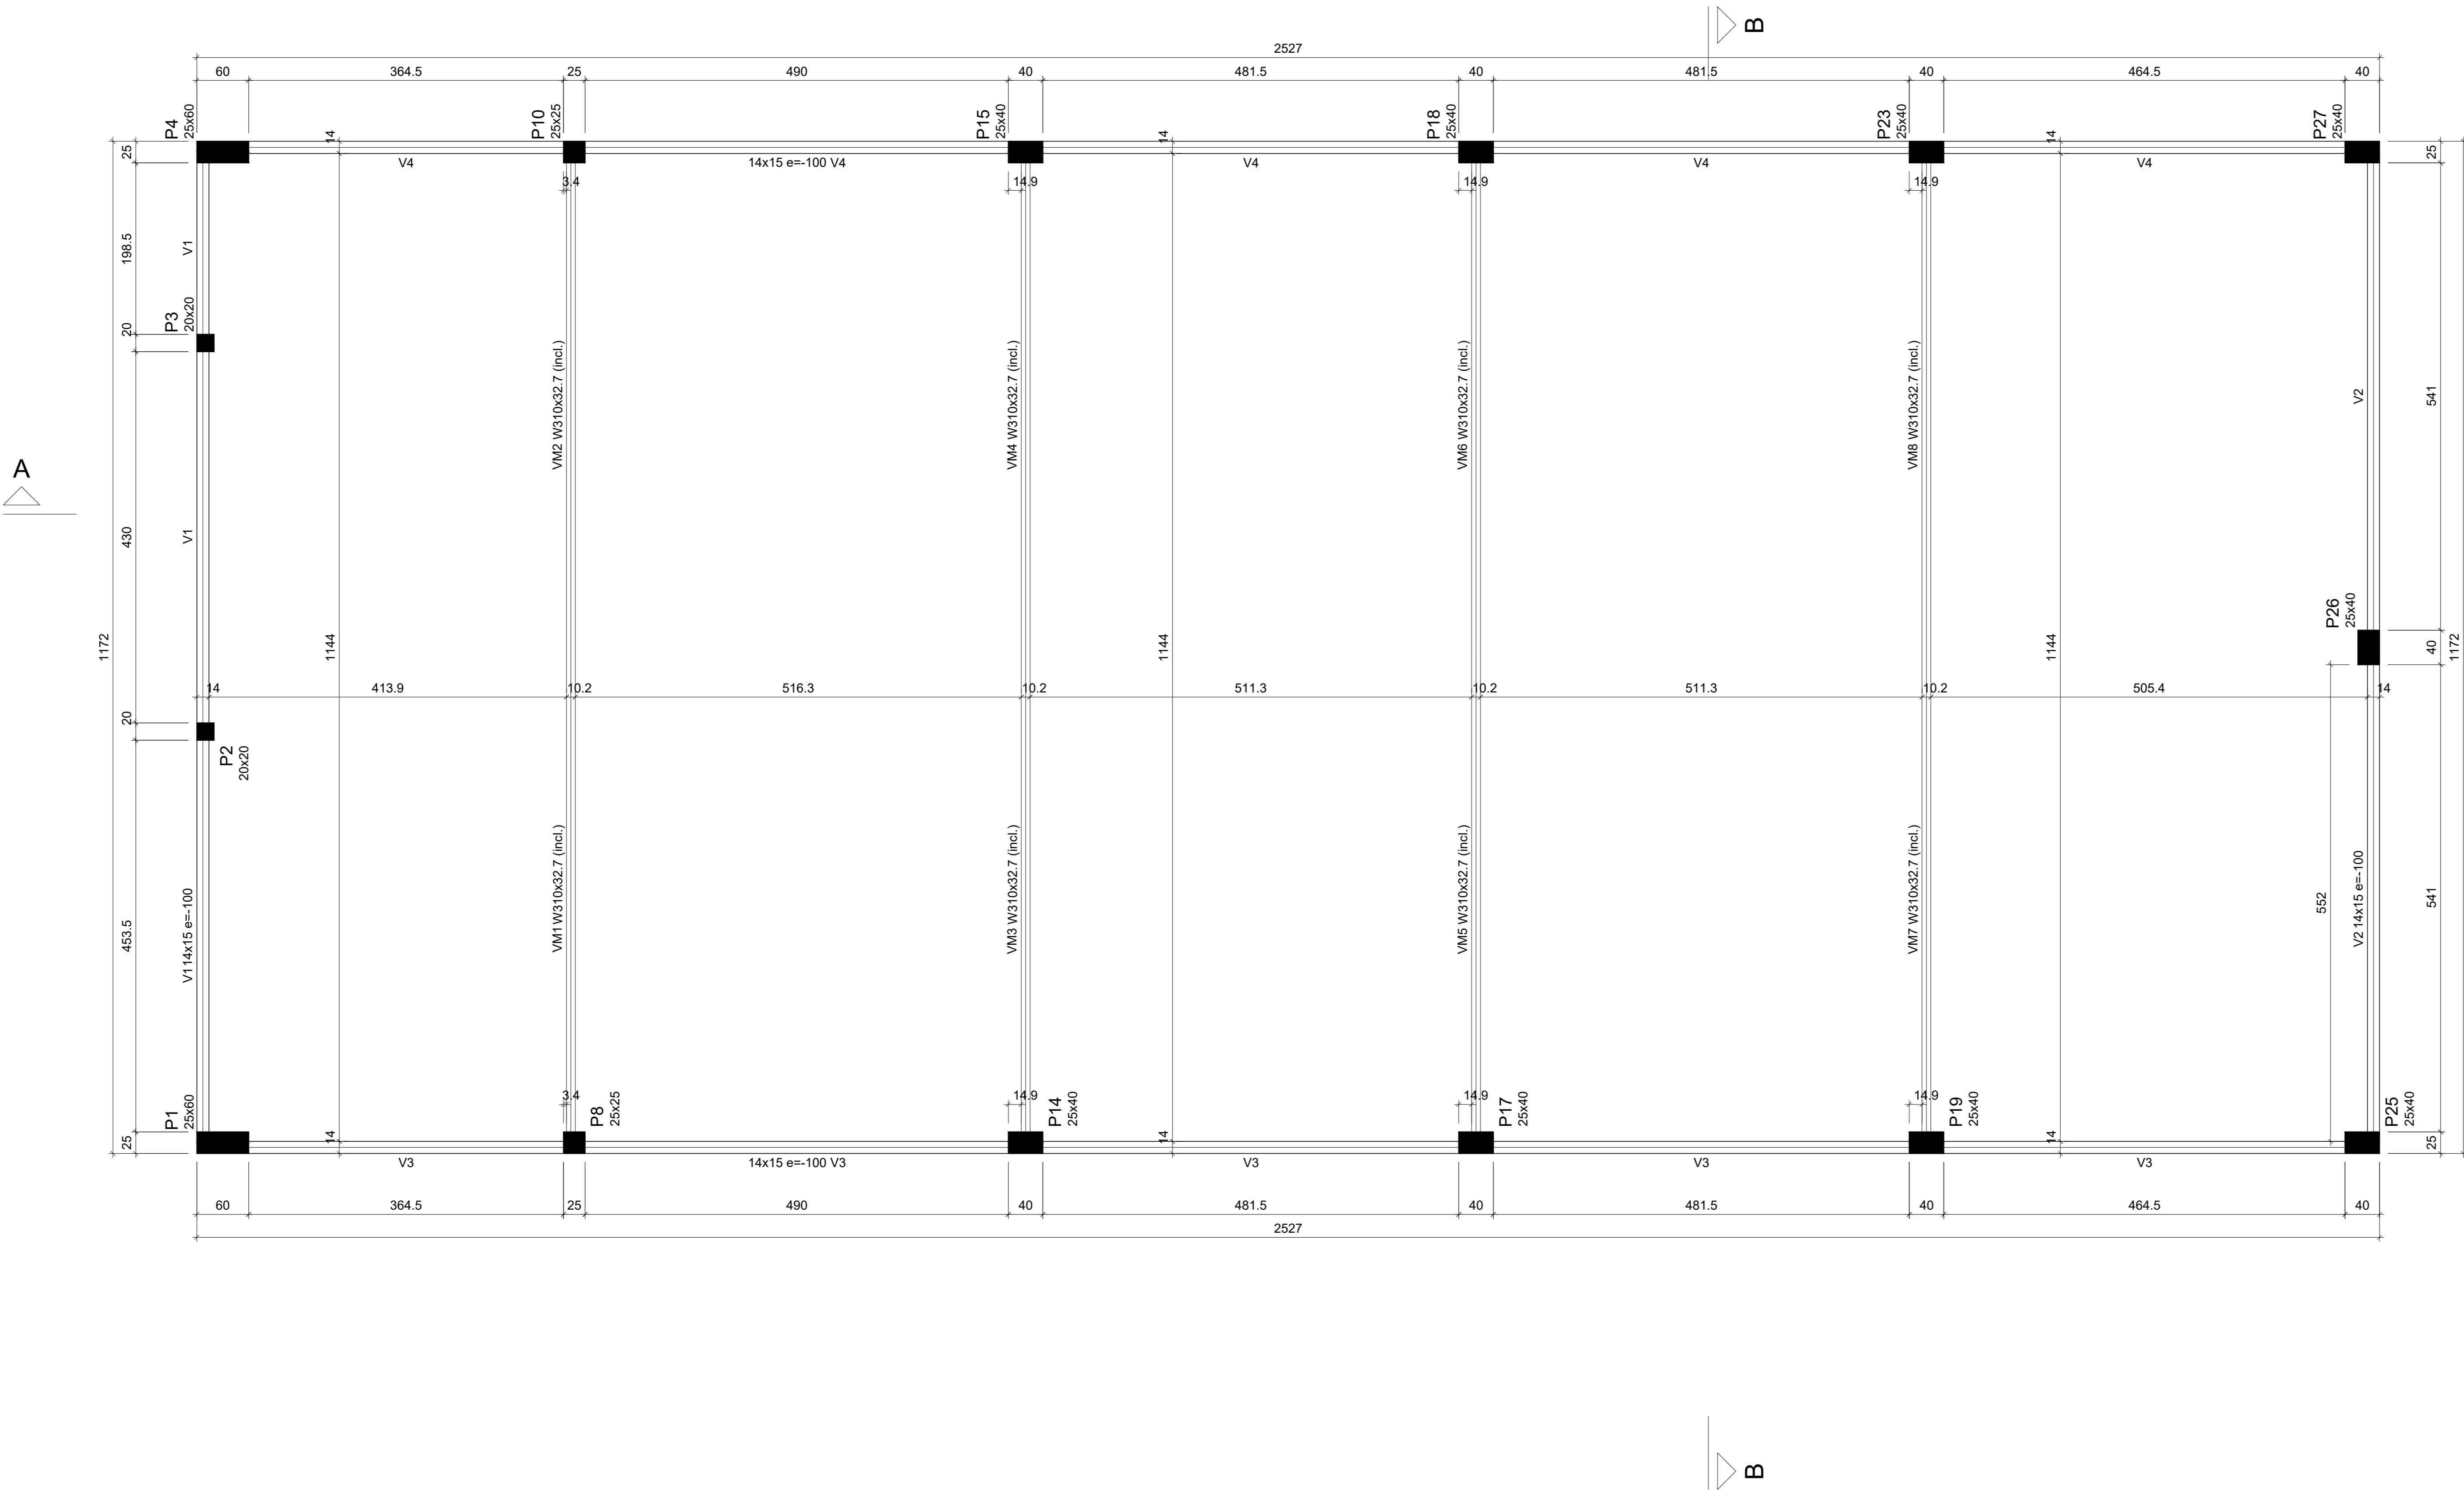 B
2527
60 364.5 25 490 40 481.5 40 481.5 40 464.5 40
P4
25x60
P10
25x25
P15
25x40
P18
25x40
P23
25x40
P27
25x40
25
14
14
14
25
V4
14x15 e=-100 V4
V4
V4
V4
3.4
14.9
14.9
14.9
198.5
V1
P3
20x20
20
VM2 W310x32.7 (incl.)
VM4 W310x32.7 (incl.)
VM6 W310x32.7 (incl.)
VM8 W310x32.7 (incl.)
V2
541
A
430
V1
P26
25x40
1172
1144
1144
1144
40
1172
14 413.9 10.2 516.3 10.2 511.3 10.2 511.3 10.2 505.4 14
20
P2
20x20
453.5
V1 14x15 e=-100
VM1 W310x32.7 (incl.)
VM3 W310x32.7 (incl.)
VM5 W310x32.7 (incl.)
VM7 W310x32.7 (incl.)
552
V2 14x15 e=-100
541
3.4
14.9
14.9
14.9
P1
25x60
P8
25x25
P14
25x40
P17
25x40
P19
25x40
P25
25x40
25
14
14
14
25
V3
14x15 e=-100 V3
V3
V3
V3
60 364.5 25 490 40 481.5 40 481.5 40 464.5 40
2527
B